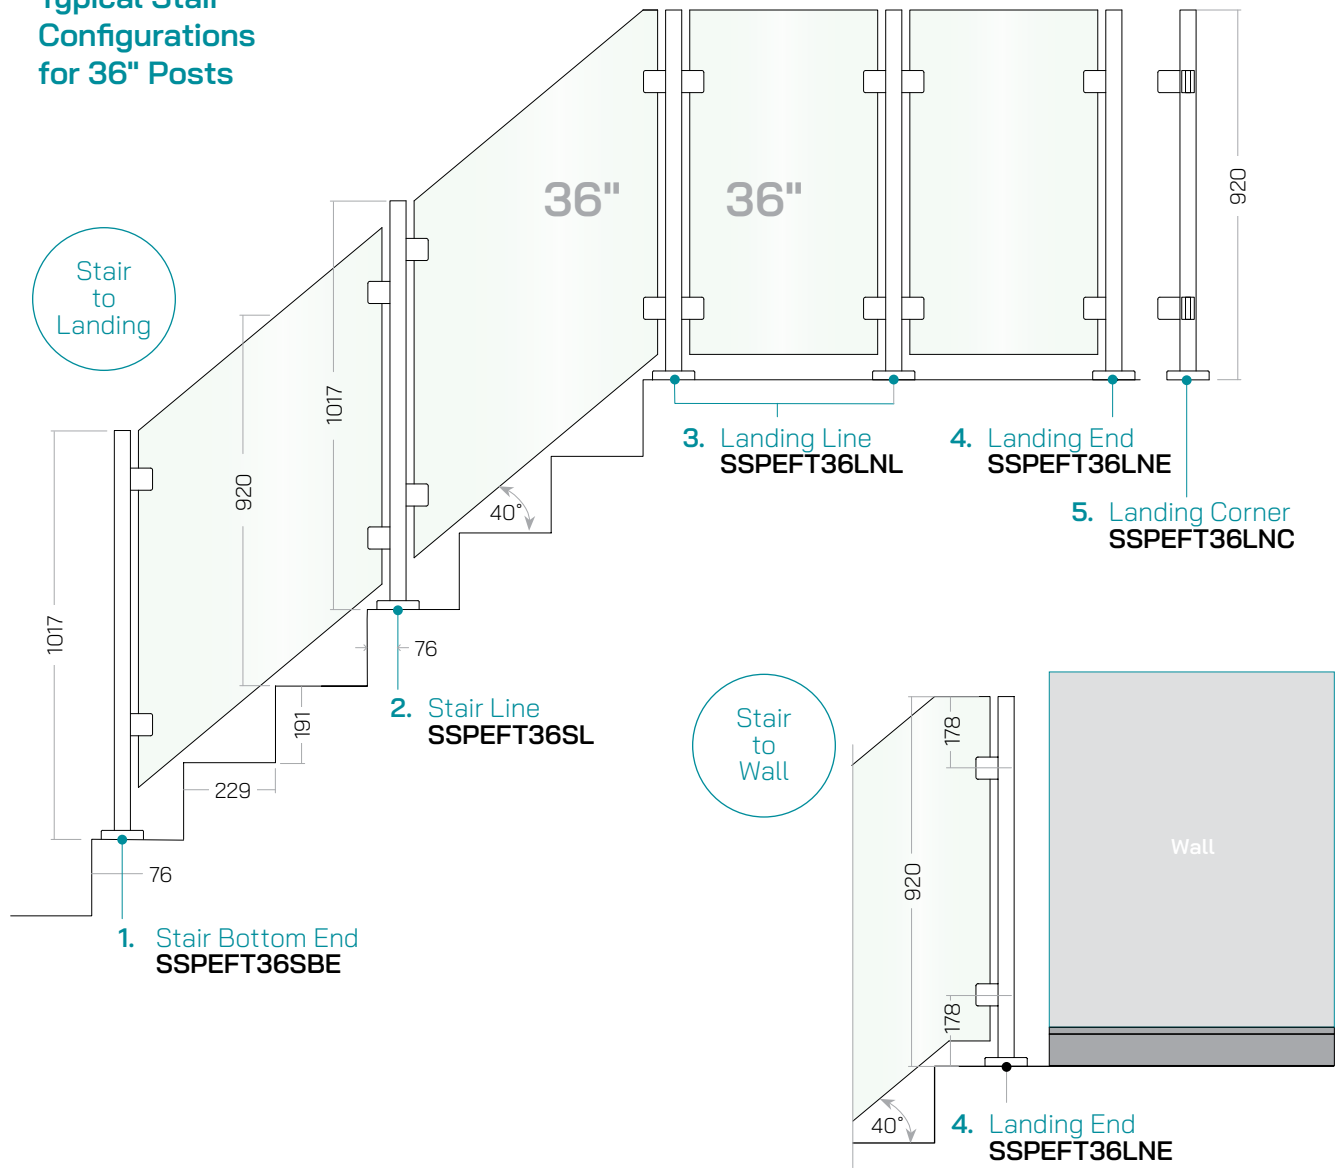 Typical Stair
Configurations
for 36" Posts
Stair
to
Landing
36"
36"
920
1017
920
1017
40°
76
191
229
76
3. Landing Line
SSPEFT36LNL
4. Landing End
SSPEFT36LNE
5. Landing Corner
SSPEFT36LNC
2. Stair Line
SSPEFT36SL
1. Stair Bottom End
SSPEFT36SBE
Stair
to
Wall
178
920
178
40°
Wall
4. Landing End
SSPEFT36LNE